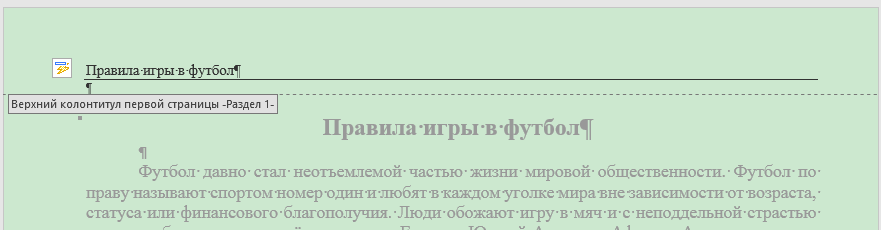 Правила игры в футбол¶
¶
Верхний колонтитул первой страницы -Раздел 1-
Правила игры в футбол¶
¶
Футбол давно стал неотъемлемой частью жизни мировой общественности. Футбол по
праву называют спортом номер один и любят в каждом уголке мира вне зависимости от возраста,
статуса или финансового благополучия. Люди обожают игру в мяч и с неподдельной страстью